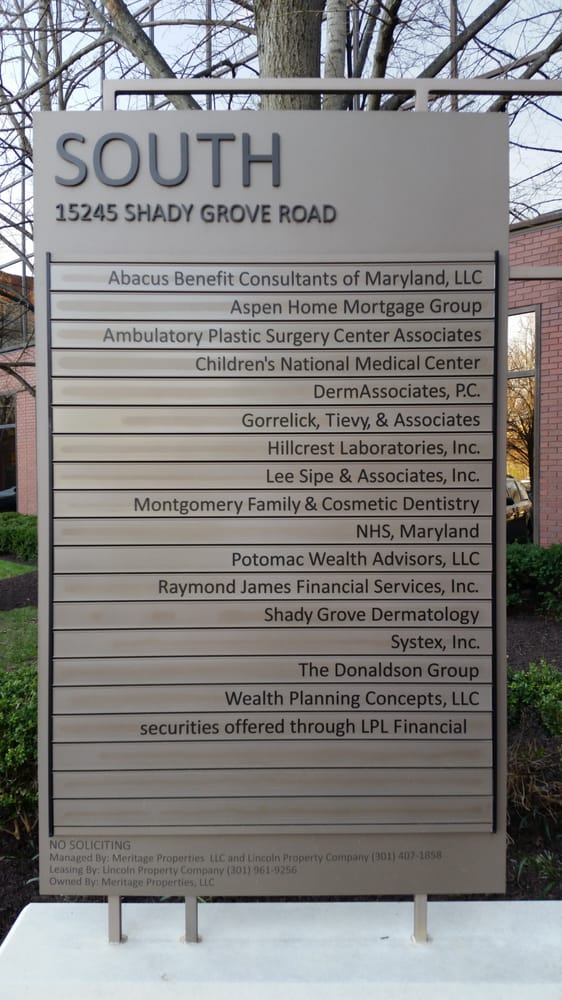 SOUTH
15245 SHADY GROVE ROAD
Abacus Benefit Consultants of Maryland, LLC
Aspen Home Mortgage Group
Ambulatory Plastic Surgery Center Associates
Children's National Medical Center
DermAssociates, P.C.
Gorrelick, Tievy, & Associates
Hillcrest Laboratories, Inc.
Lee Sipe & Associates, Inc.
Montgomery Family & Cosmetic Dentistry
NHS, Maryland
Potomac Wealth Advisors, LLC
Raymond James Financial Services, Inc.
Shady Grove Dermatology
Systex, Inc.
The Donaldson Group
Wealth Planning Concepts, LLC
securities offered through LPL Financial
NO SOLICITING
Managed By: Meritage Properties LLC and Lincoln Property Company (301) 407-1858
Leasing By: Lincoln Property Company (301) 961-9256
Owned By: Meritage Properties, LLC